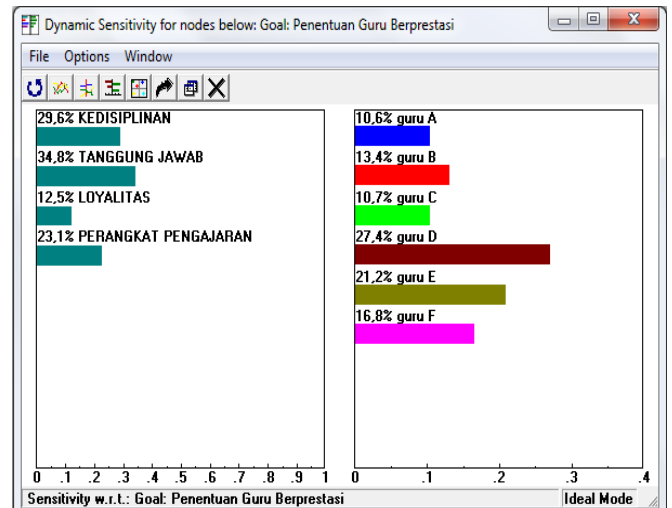 Dynamic Sensitivity for nodes below: Goal: Penentuan Guru Berprestasi
File Options Window
29,6% KEDISIPLINAN
34,8% TANGGUNG JAWAB
12,5% LOYALITAS
23,1% PERANGKAT PENGAJARAN
0 .1 .2 .3 .4 .5 .6 .7 .8 .9 1
10,6% guru A
13,4% guru B
10,7% guru C
27,4% guru D
21,2% guru E
16,8% guru F
0 .1 .2 .3 .4
Sensitivity w.r.t.: Goal: Penentuan Guru Berprestasi
Ideal Mode